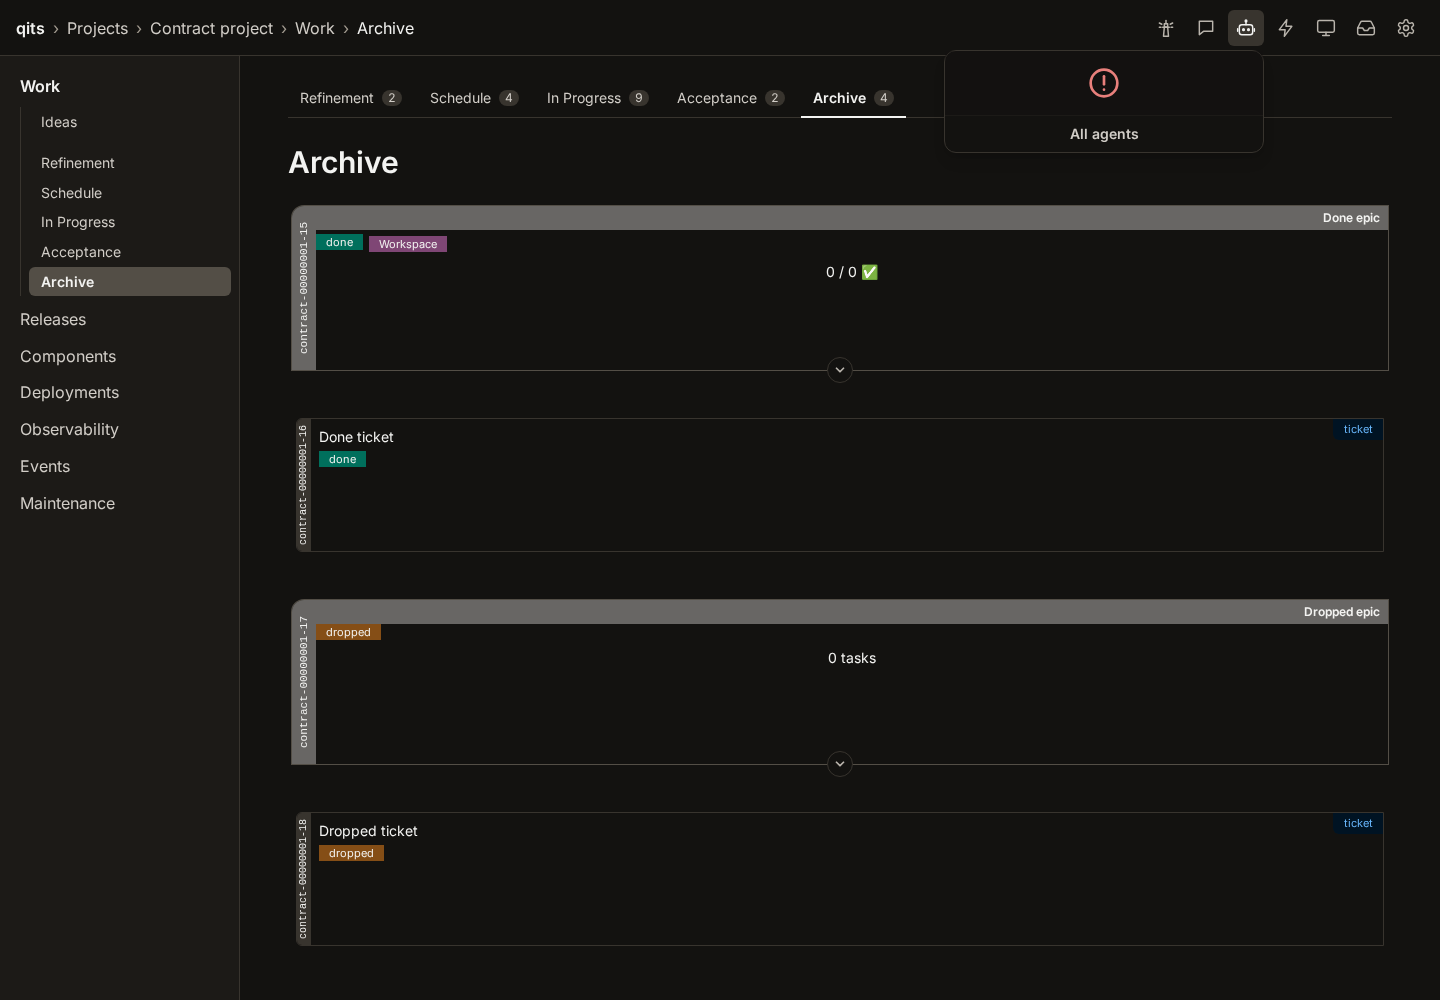 qits › Projects › Contract project › Work › Archive
All agents
Work
Ideas
Refinement
Schedule
In Progress
Acceptance
Archive
Releases
Components
Deployments
Observability
Events
Maintenance
Refinement 2
Schedule 4
In Progress 9
Acceptance 2
Archive 4
Archive
contract-00000001-15
Done epic
done
Workspace
0 / 0 ✅
contract-00000001-16
Done ticket
ticket
done
contract-00000001-17
Dropped epic
dropped
0 tasks
contract-00000001-18
Dropped ticket
ticket
dropped